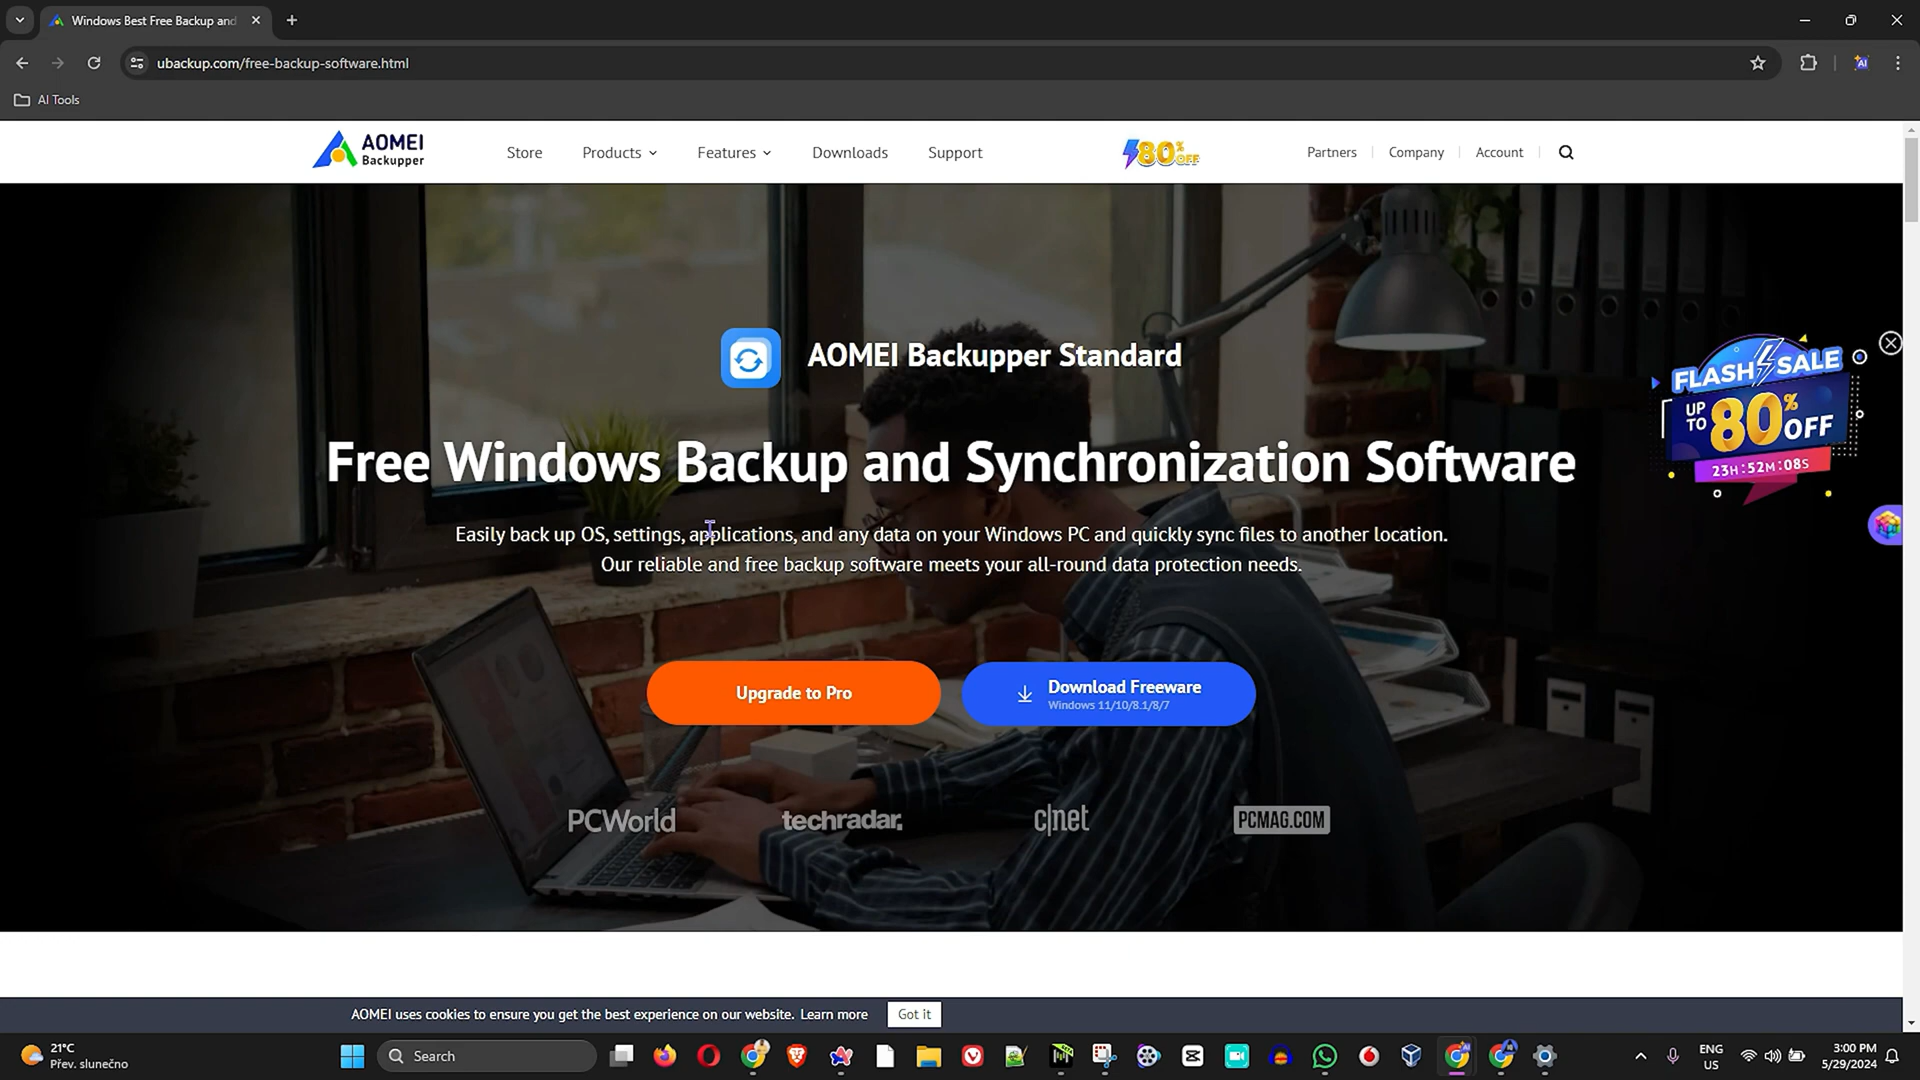 Windows Best Free Backup and
ubackup.com/free-backup-software.html
AI
AI Tools
AOMEI
Backupper
Store
Products
Features
Downloads
Support
80% OFF
Partners
Company
Account
AOMEI Backupper Standard
FLASH SALE
UP TO 80% OFF
23H:52M:08S
Free Windows Backup and Synchronization Software
Easily back up OS, settings, applications, and any data on your Windows PC and quickly sync files to another location.
Our reliable and free backup software meets your all-round data protection needs.
Upgrade to Pro
Download Freeware
Windows 11/10/8.1/8/7
PCWorld
techradar.
c|net
PCMAG.COM
AOMEI uses cookies to ensure you get the best experience on our website. Learn more
Got it
21°C
Přev. slunečno
Search
ENG
US
3:00 PM
5/29/2024